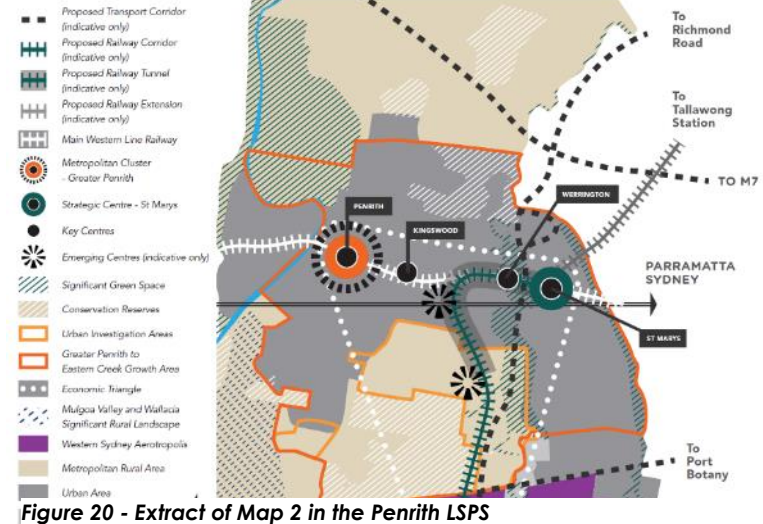 Proposed Transport Corridor
(indicative only)
Proposed Railway Corridor
(indicative only)
Proposed Railway Tunnel
(indicative only)
Proposed Railway Extension
(indicative only)
Main Western Line Railway
Metropolitan Cluster
- Greater Penrith
Strategic Centre - St Marys
Key Centres
Emerging Centres (indicative only)
Significant Green Space
Conservation Reserves
Urban Investigation Areas
Greater Penrith to
Eastern Creek Growth Area
Economic Triangle
Mulgoa Valley and Wallacia
Significant Rural Landscape
Western Sydney Aerotropolis
Metropolitan Rural Area
Urban Area
To
Richmond
Road
To
Tallawong
Station
TO M7
WERRINGTON
PENRITH
KINGSWOOD
PARRAMATTA
SYDNEY
ST MARYS
To
Port
Botany
Figure 20 - Extract of Map 2 in the Penrith LSPS